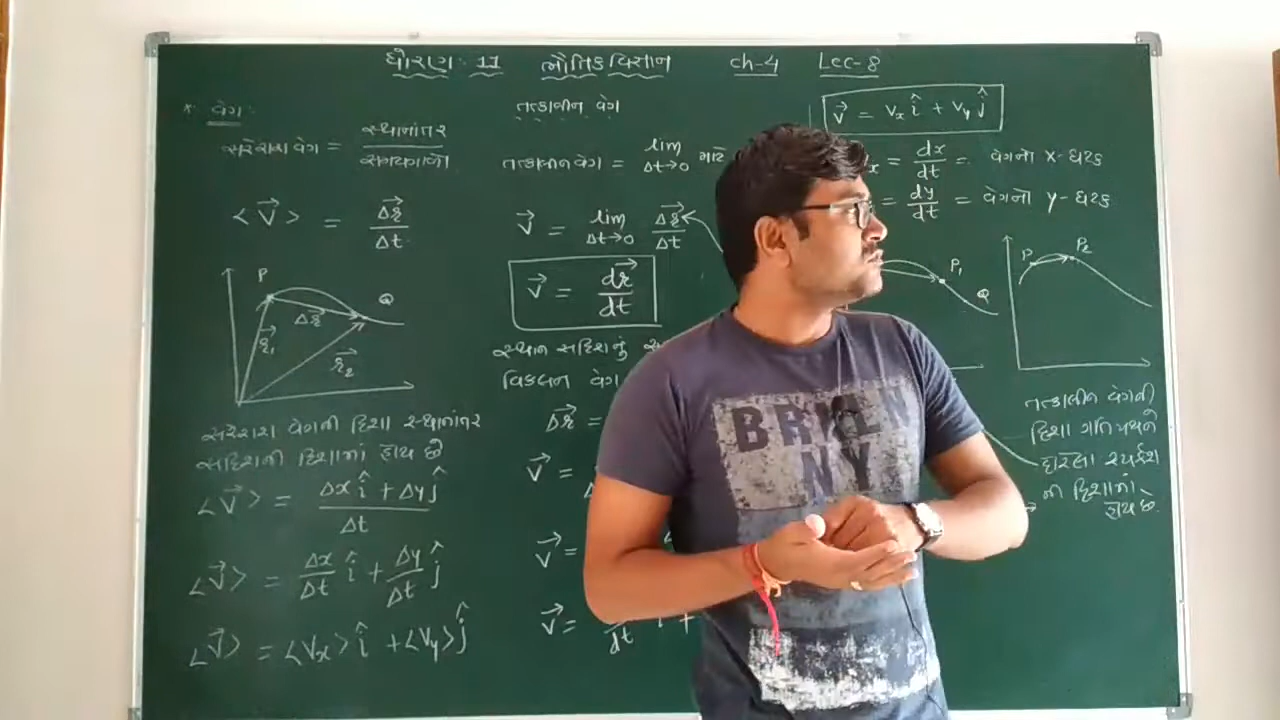 ધોરણ : 11 ભૌતિક વિજ્ઞાન ch-4 Lec-8
* વેગ :
સરેરાશ વેગ = સ્થાનાંતર / સમયગાળો
<v⃗> = Δr⃗ / Δt
P
Q
Δr⃗
r⃗₁
r⃗₂
સરેરાશ વેગની દિશા સ્થાનાંતર
સદિશની દિશામાં હોય છે
<v⃗> = Δx î + Δy ĵ / Δt
<v⃗> = Δx/Δt î + Δy/Δt ĵ
<v⃗> = <Vx> î + <Vy> ĵ
તત્કાલીન વેગ
તત્કાલીન વેગ = lim Δt→0 માટે
v⃗ = lim Δt→0 Δr⃗ / Δt
v⃗ = dr⃗ / dt
સ્થાન સદિશનું
વિકલન વેગ
Δr⃗ =
v⃗ =
v⃗ =
v⃗ = dt î +
v⃗ = Vx î + Vy ĵ
x = dx/dt = વેગનો x-ઘટક
= dy/dt = વેગનો y-ઘટક
P₁
Q
P
P₂
તત્કાલીન વેગની
દિશા ગતિપથને
દોરેલા સ્પર્શક
ની દિશામાં
હોય છે.
BRKLN
NY